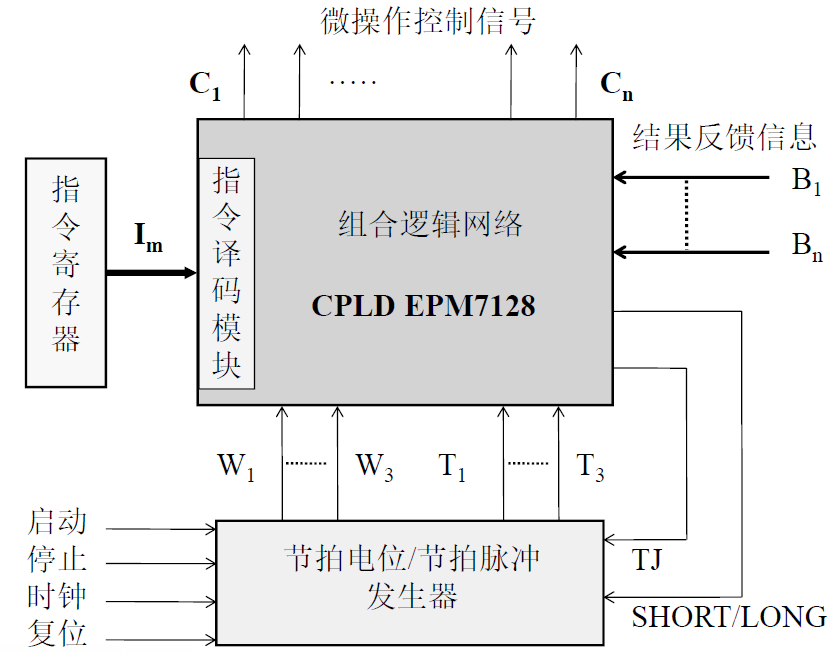 微操作控制信号
C1
.....
Cn
结果反馈信息
指令寄存器
Im
指令译码模块
组合逻辑网络
CPLD EPM7128
B1
Bn
W1
W3
T1
T3
启动
停止
时钟
复位
节拍电位/节拍脉冲
发生器
TJ
SHORT/LONG